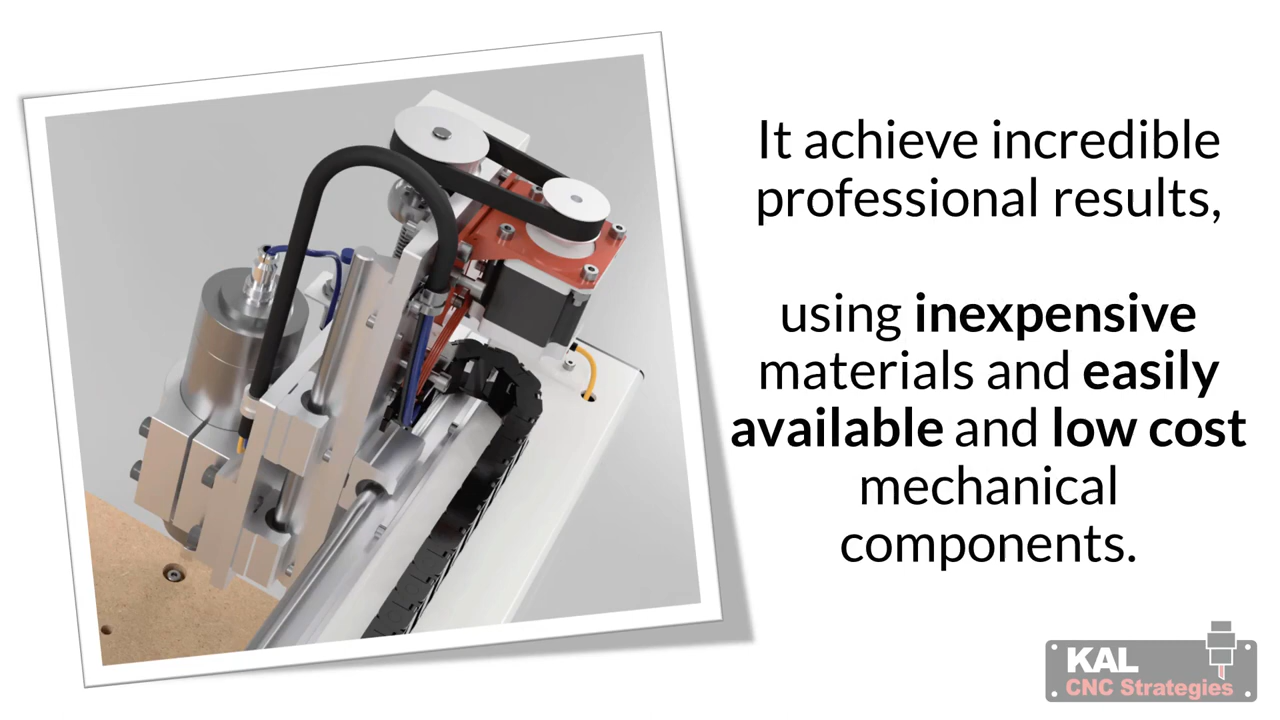 It achieve incredible
professional results,
using inexpensive
materials and easily
available and low cost
mechanical
components.
KAL
CNC Strategies